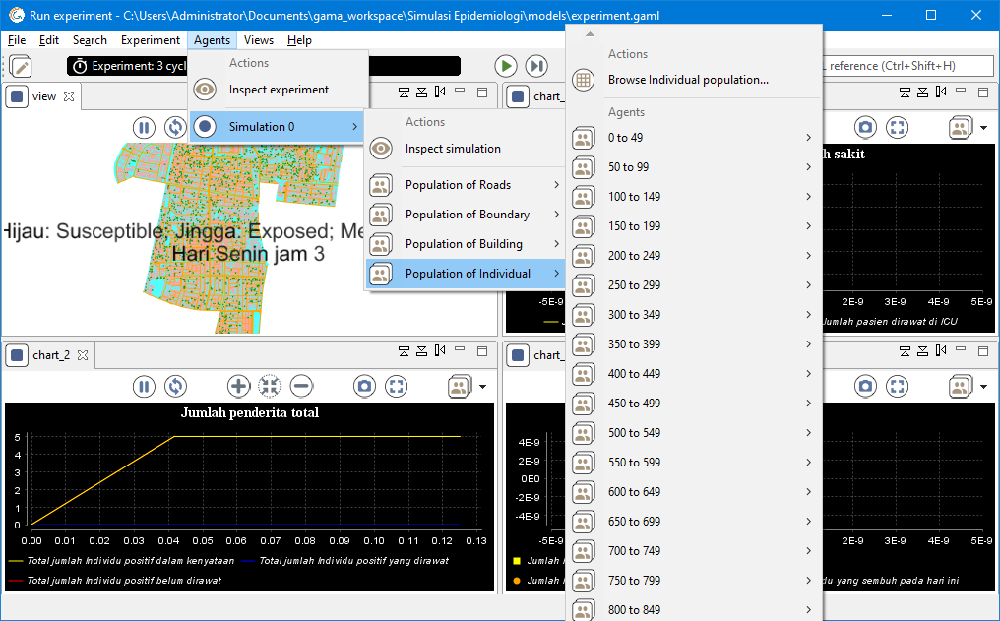 Run experiment - C:\Users\Administrator\Documents\gama_workspace\Simulasi Epidemiologi\models\experiment.gaml
File Edit Search Experiment Agents Views Help
Experiment: 3 cycl
reference (Ctrl+Shift+H)
Actions
Inspect experiment
Simulation 0
Actions
Inspect simulation
Population of Roads
Population of Boundary
Population of Building
Population of Individual
Actions
Browse Individual population...
Agents
0 to 49
50 to 99
100 to 149
150 to 199
200 to 249
250 to 299
300 to 349
350 to 399
400 to 449
450 to 499
500 to 549
550 to 599
600 to 649
650 to 699
700 to 749
750 to 799
800 to 849
view
Hijau: Susceptible; Jingga: Exposed; Me
Hari Senin jam 3
chart_
h sakit
-5E-9
2E-9 3E-9 4E-9 5E-9
Jumlah pasien dirawat di ICU
chart_2
Jumlah penderita total
5
4
3
2
1
0
0.00 0.01 0.02 0.03 0.04 0.05 0.06 0.07 0.08 0.09 0.10 0.11 0.12 0.13
Total jumlah Individu positif dalam kenyataan Total jumlah Individu positif yang dirawat
Total jumlah Individu positif belum dirawat
chart_
4E-9
2E-9
0E0
-2E-9
-4E-9
-5E-9
2E-9 3E-9 4E-9 5E-9
Jumlah
Jumlah
du yang sembuh pada hari ini